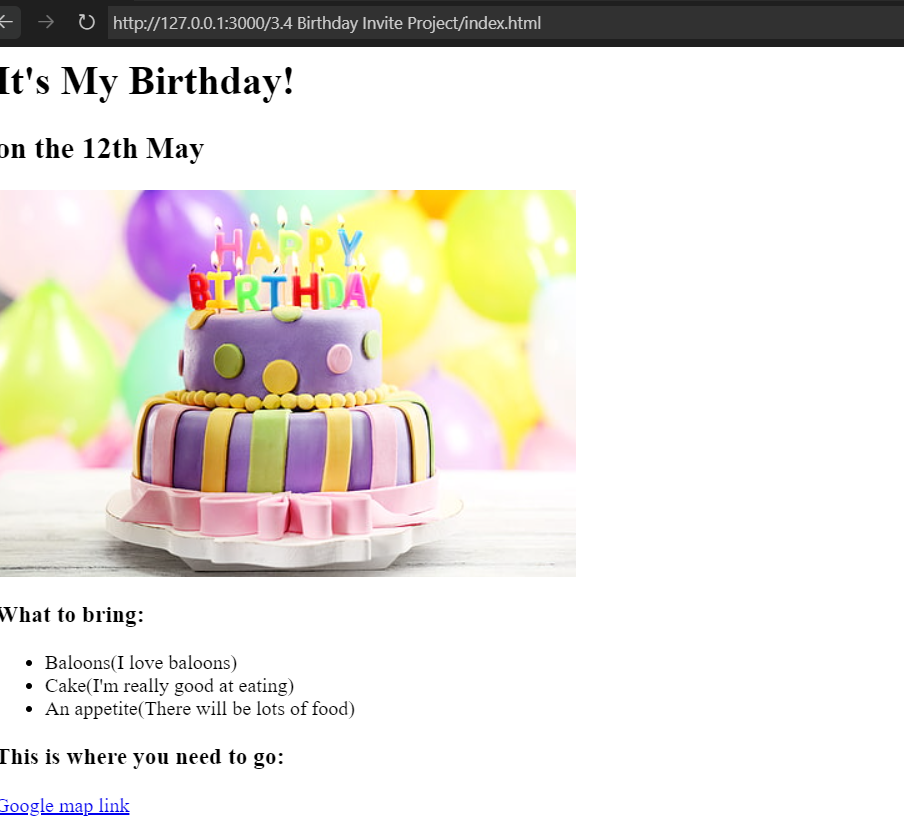 http://127.0.0.1:3000/3.4 Birthday Invite Project/index.html
It's My Birthday!
on the 12th May
HAPPY
BIRTHDAY
What to bring:
Baloons(I love baloons)
Cake(I'm really good at eating)
An appetite(There will be lots of food)
This is where you need to go:
Google map link